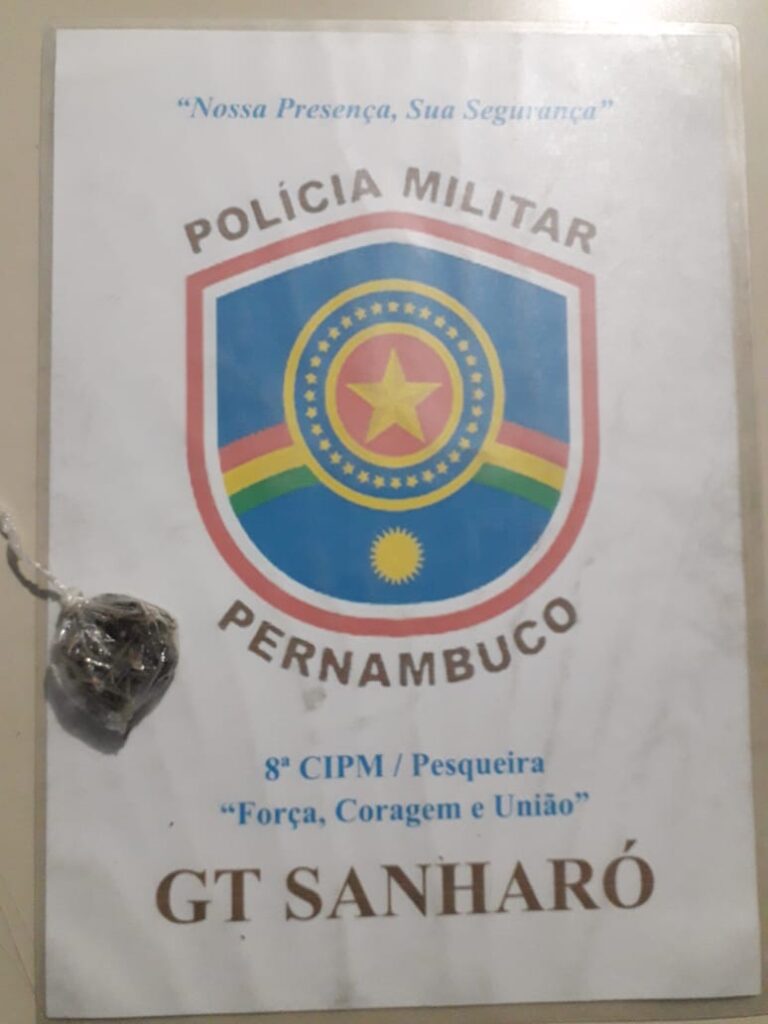 “Nossa Presença, Sua Segurança”
POLÍCIA MILITAR
PERNAMBUCO
8ª CIPM / Pesqueira
“Força, Coragem e União”
GT SANHARÓ